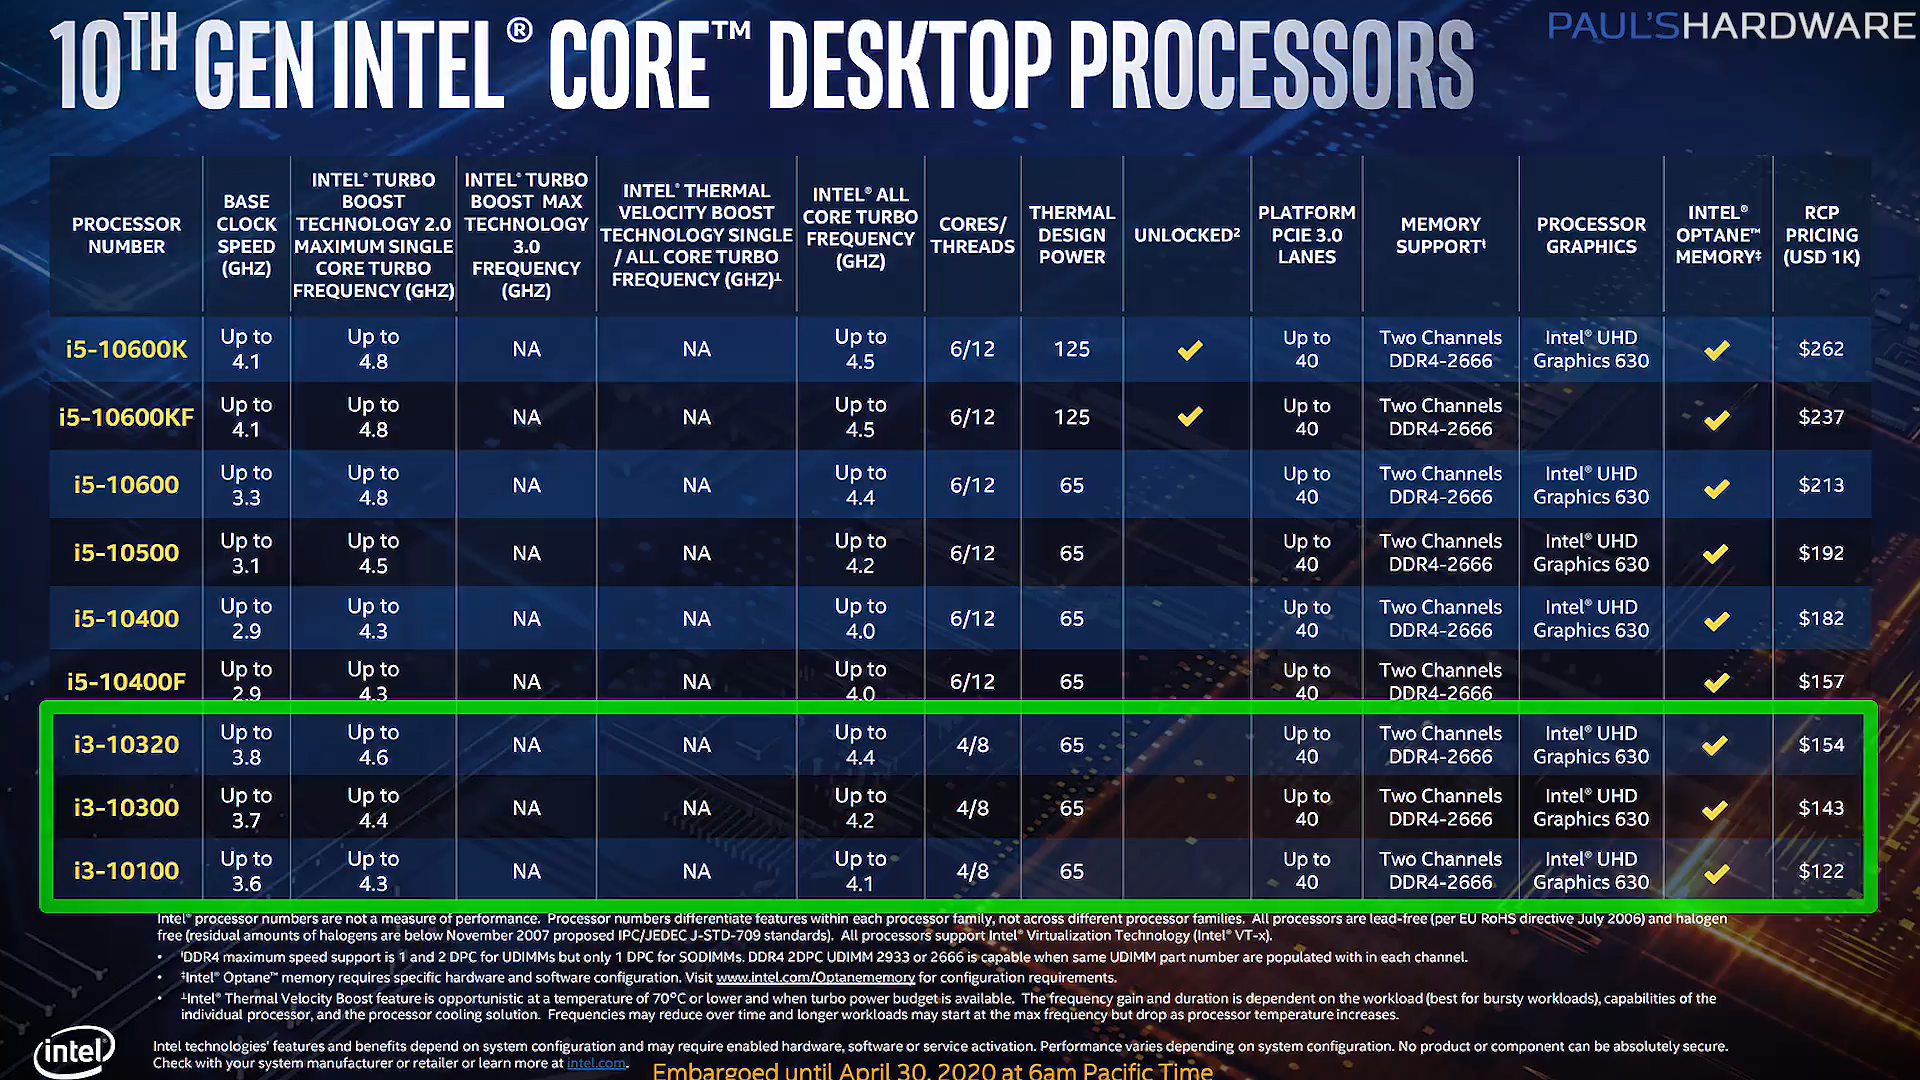 PAUL'SHARDWARE
10TH GEN INTEL® CORE™ DESKTOP PROCESSORS
PROCESSOR
NUMBER
BASE
CLOCK
SPEED
(GHZ)
INTEL® TURBO
BOOST
TECHNOLOGY 2.0
MAXIMUM SINGLE
CORE TURBO
FREQUENCY (GHZ)
INTEL® TURBO
BOOST MAX
TECHNOLOGY
3.0
FREQUENCY
(GHZ)
INTEL® THERMAL
VELOCITY BOOST
TECHNOLOGY SINGLE
/ ALL CORE TURBO
FREQUENCY (GHZ)⊥
INTEL® ALL
CORE TURBO
FREQUENCY
(GHZ)
CORES/
THREADS
THERMAL
DESIGN
POWER
UNLOCKED²
PLATFORM
PCIE 3.0
LANES
MEMORY
SUPPORT†
PROCESSOR
GRAPHICS
INTEL®
OPTANE™
MEMORY‡
RCP
PRICING
(USD 1K)
i5-10600K
Up to
4.1
Up to
4.8
NA
NA
Up to
4.5
6/12
125
✓
Up to
40
Two Channels
DDR4-2666
Intel® UHD
Graphics 630
✓
$262
i5-10600KF
Up to
4.1
Up to
4.8
NA
NA
Up to
4.5
6/12
125
✓
Up to
40
Two Channels
DDR4-2666
✓
$237
i5-10600
Up to
3.3
Up to
4.8
NA
NA
Up to
4.4
6/12
65
Up to
40
Two Channels
DDR4-2666
Intel® UHD
Graphics 630
✓
$213
i5-10500
Up to
3.1
Up to
4.5
NA
NA
Up to
4.2
6/12
65
Up to
40
Two Channels
DDR4-2666
Intel® UHD
Graphics 630
✓
$192
i5-10400
Up to
2.9
Up to
4.3
NA
NA
Up to
4.0
6/12
65
Up to
40
Two Channels
DDR4-2666
Intel® UHD
Graphics 630
✓
$182
i5-10400F
Up to
2.9
Up to
4.3
NA
NA
Up to
4.0
6/12
65
Up to
40
Two Channels
DDR4-2666
✓
$157
i3-10320
Up to
3.8
Up to
4.6
NA
NA
Up to
4.4
4/8
65
Up to
40
Two Channels
DDR4-2666
Intel® UHD
Graphics 630
✓
$154
i3-10300
Up to
3.7
Up to
4.4
NA
NA
Up to
4.2
4/8
65
Up to
40
Two Channels
DDR4-2666
Intel® UHD
Graphics 630
✓
$143
i3-10100
Up to
3.6
Up to
4.3
NA
NA
Up to
4.1
4/8
65
Up to
40
Two Channels
DDR4-2666
Intel® UHD
Graphics 630
✓
$122
Intel® processor numbers are not a measure of performance. Processor numbers differentiate features within each processor family, not across different processor families. All processors are lead-free (per EU RoHS directive July 2006) and halogen
free (residual amounts of halogens are below November 2007 proposed IPC/JEDEC J-STD-709 standards). All processors support Intel® Virtualization Technology (Intel® VT-x).
• †DDR4 maximum speed support is 1 and 2 DPC for UDIMMs but only 1 DPC for SODIMMs. DDR4 2DPC UDIMM 2933 or 2666 is capable when same UDIMM part number are populated with in each channel.
• ‡Intel® Optane™ memory requires specific hardware and software configuration. Visit www.intel.com/Optanememory for configuration requirements.
• ⊥Intel® Thermal Velocity Boost feature is opportunistic at a temperature of 70°C or lower and when turbo power budget is available. The frequency gain and duration is dependent on the workload (best for bursty workloads), capabilities of the
individual processor, and the processor cooling solution. Frequencies may reduce over time and longer workloads may start at the max frequency but drop as processor temperature increases.
intel
Intel technologies' features and benefits depend on system configuration and may require enabled hardware, software or service activation. Performance varies depending on system configuration. No product or component can be absolutely secure.
Check with your system manufacturer or retailer or learn more at intel.com.
Embargoed until April 30, 2020 at 6am Pacific Time